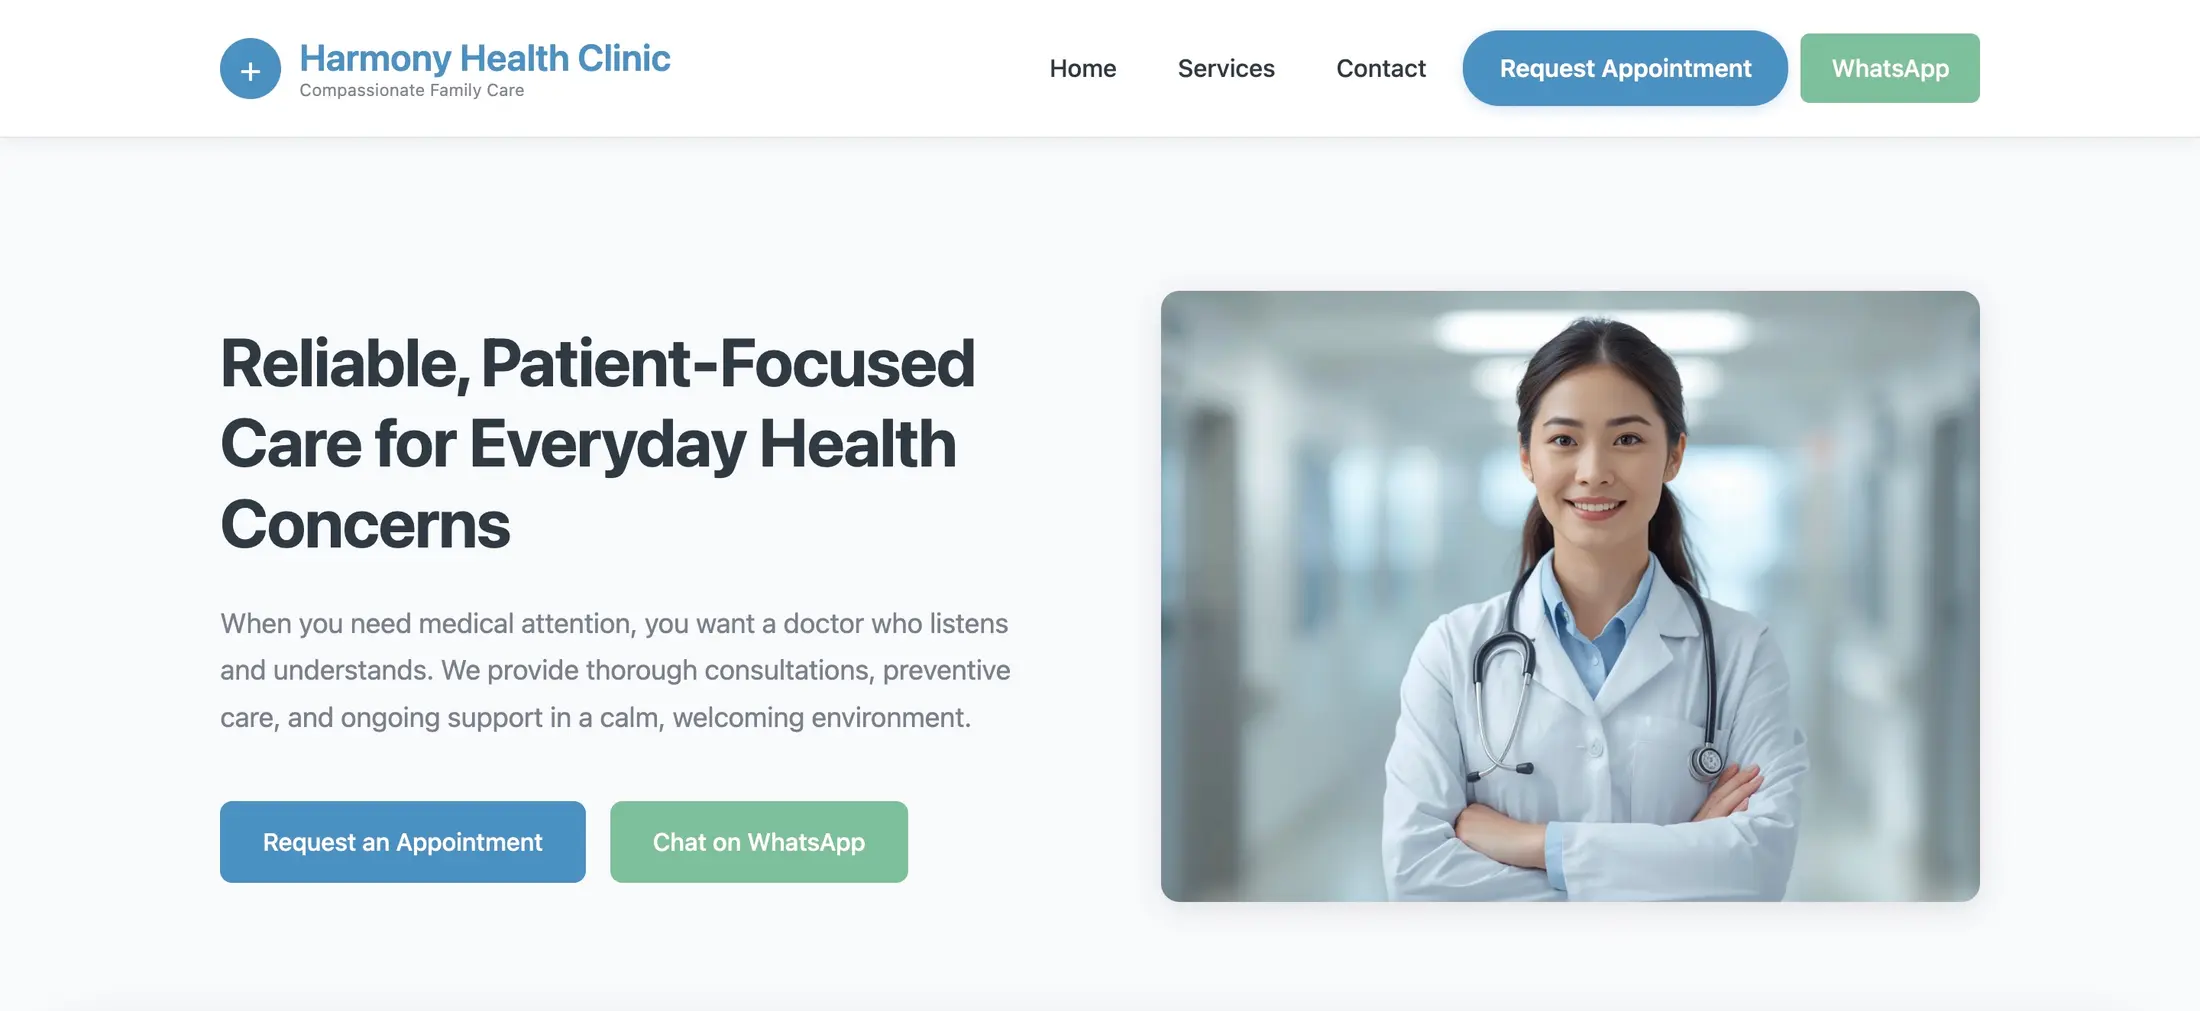 Harmony Health Clinic
Compassionate Family Care
Home
Services
Contact
Request Appointment
WhatsApp
Reliable, Patient-Focused
Care for Everyday Health
Concerns
When you need medical attention, you want a doctor who listens
and understands. We provide thorough consultations, preventive
care, and ongoing support in a calm, welcoming environment.
Request an Appointment
Chat on WhatsApp